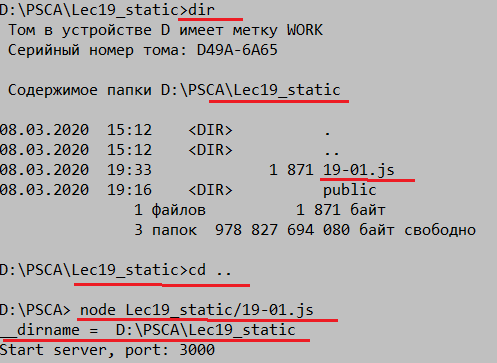 D:\PSCA\Lec19_static>dir
Том в устройстве D имеет метку WORK
Серийный номер тома: D49A-6A65
Содержимое папки D:\PSCA\Lec19_static
08.03.2020  15:12    <DIR>          .
08.03.2020  15:12    <DIR>          ..
08.03.2020  19:33             1 871 19-01.js
08.03.2020  19:16    <DIR>          public
1 файлов          1 871 байт
3 папок  978 827 694 080 байт свободно
D:\PSCA\Lec19_static>cd ..
D:\PSCA> node Lec19_static/19-01.js
__dirname =  D:\PSCA\Lec19_static
Start server, port: 3000